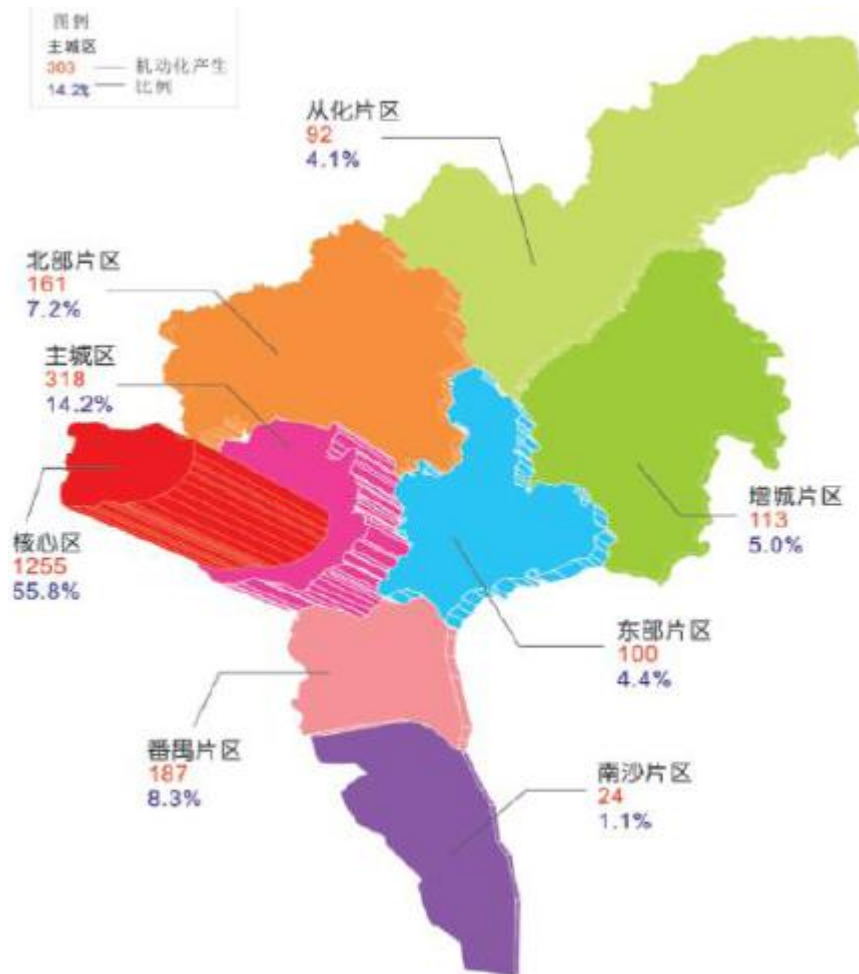 图例
主城区
303 机动化产生
14.2% 比例
从化片区
92
4.1%
北部片区
161
7.2%
主城区
318
14.2%
核心区
1255
55.8%
增城片区
113
5.0%
东部片区
100
4.4%
番禺片区
187
8.3%
南沙片区
24
1.1%